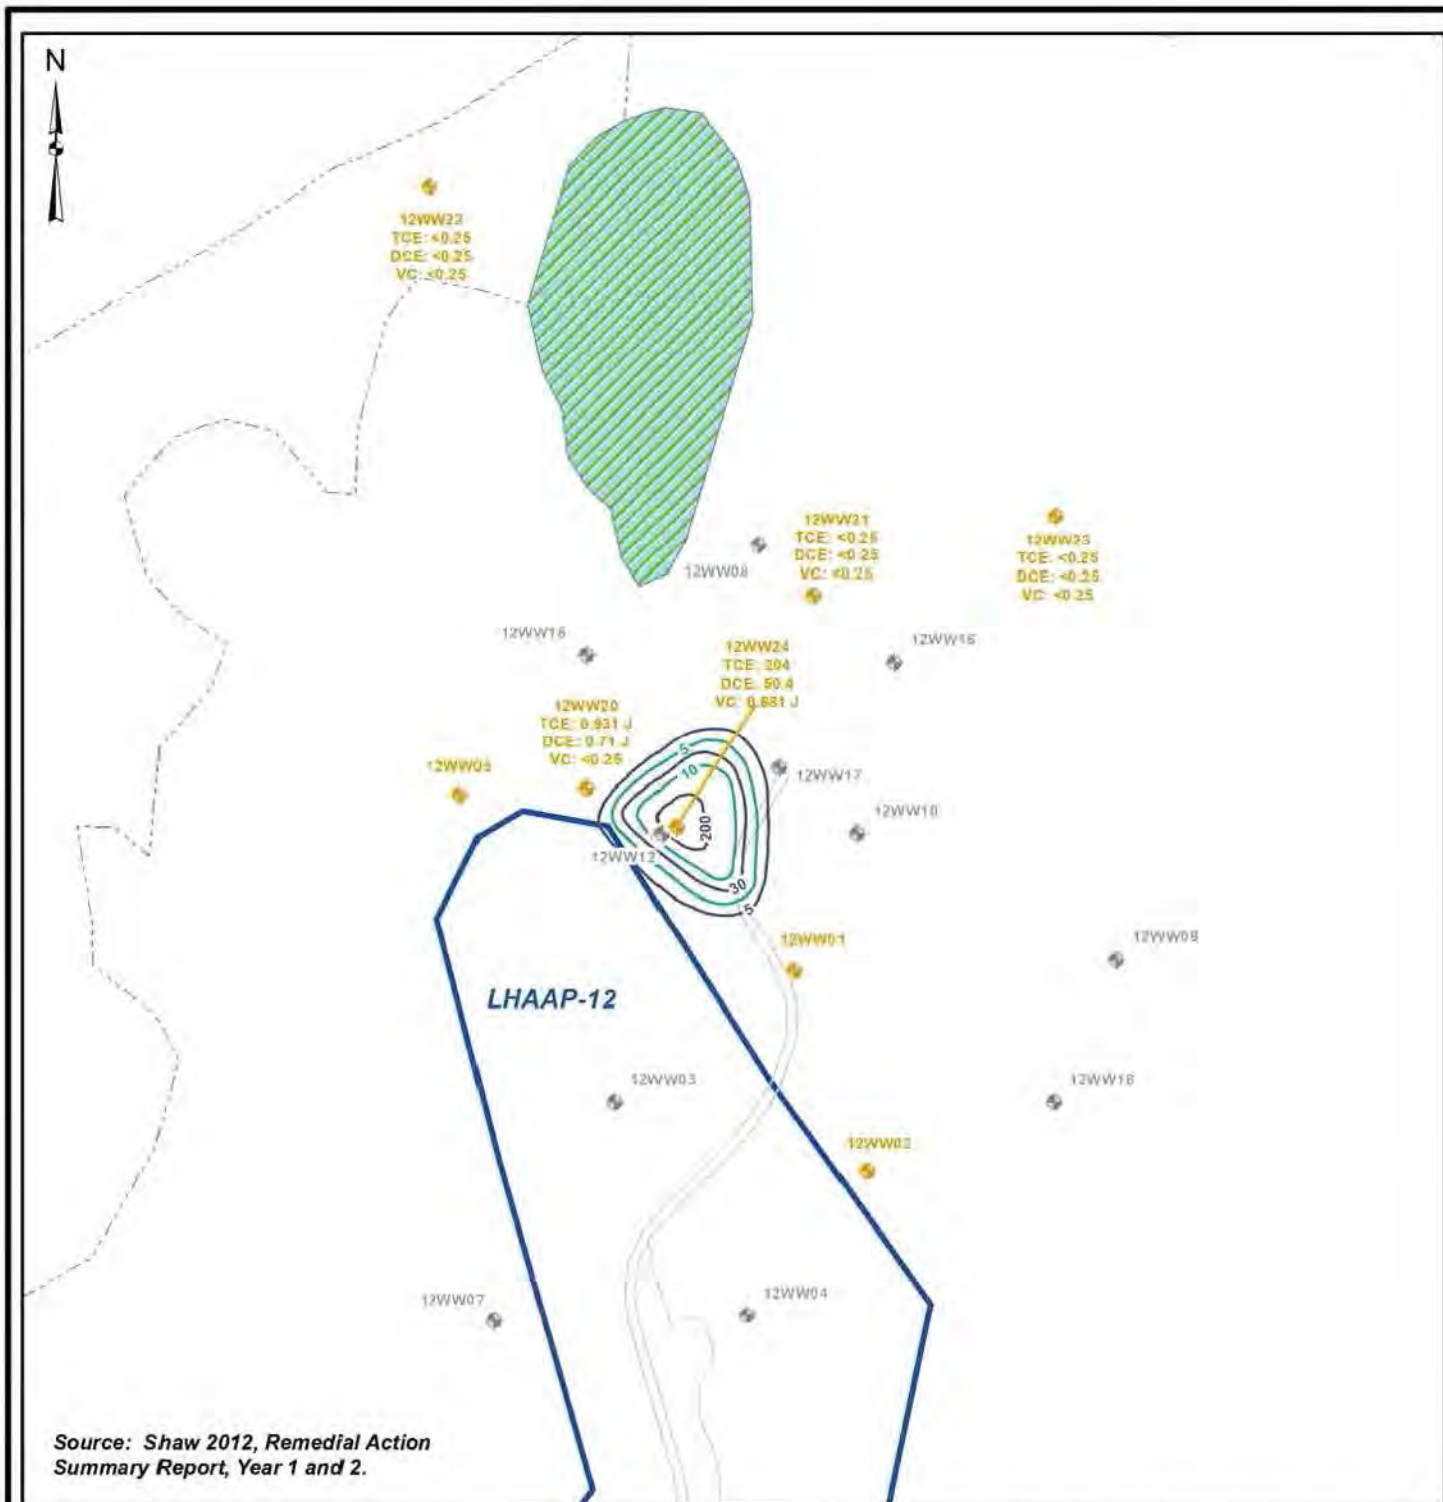 N
12WW22
TCE: <0.25
DCE: <0.25
VC: <0.25
12WW21
TCE: <0.25
DCE: <0.25
VC: <0.25
12WW23
TCE: <0.25
DCE: <0.25
VC: <0.25
12WW08
12WW16
12WW24
TCE: 204
DCE: 50.4
VC: 0.681 J
12WW20
TCE: 0.931 J
DCE: 0.71 J
VC: <0.25
12WW05
5
10
12WW17
200
12WW10
12WW12
30
5
12WW01
LHAAP-12
12WW03
12WW02
12WW07
12WW04
Source: Shaw 2012, Remedial Action
Summary Report, Year 1 and 2.